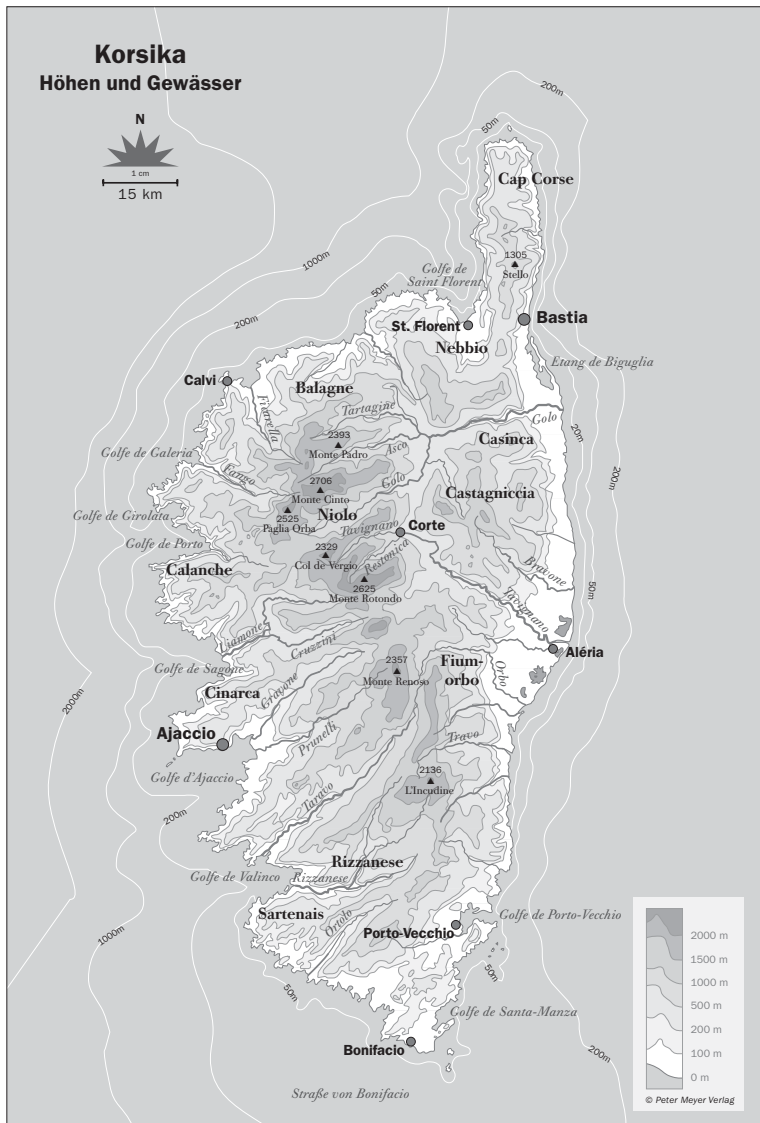 Korsika
Höhen und Gewässer
N
1 cm
15 km
200m
50m
Cap Corse
1000m
Golfe de
Saint Florent
1305
Stello
50m
200m
St. Florent
Bastia
Nebbio
Etang de Biguglia
Calvi
Balagne
Ficarella
Tartagine
Golo
20m
Casinca
2393
Monte Padro
Asco
Golfe de Galeria
Fango
200m
2706
Monte Cinto
Golo
Castagniccia
Golfe de Girolata
2525
Paglia Orba
Niolo
Tavignano
Corte
Golfe de Porto
2329
Col de Vergio
Restonica
Calanche
2625
Monte Rotondo
Bravone
50m
Tavignano
Liamone
Cruzzini
Aléria
Golfe de Sagone
2357
Monte Renoso
Fium-
orbo
Orbo
2000m
Cinarca
Gravone
Ajaccio
Prunelli
Travo
Golfe d'Ajaccio
2136
L'Incudine
Taravo
200m
Rizzanese
Golfe de Valinco
Rizzanese
Sartenais
Ortolo
Golfe de Porto-Vecchio
Porto-Vecchio
1000m
50m
50m
Golfe de Santa-Manza
Bonifacio
200m
Straße von Bonifacio
2000 m
1500 m
1000 m
500 m
200 m
100 m
0 m
© Peter Meyer Verlag